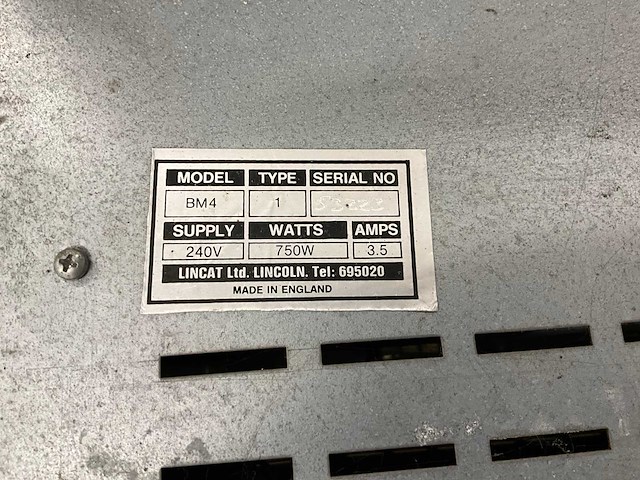 MODEL TYPE SERIAL NO
BM4 1
SUPPLY WATTS AMPS
240V 750W 3.5
LINCAT Ltd. LINCOLN. Tel: 695020
MADE IN ENGLAND